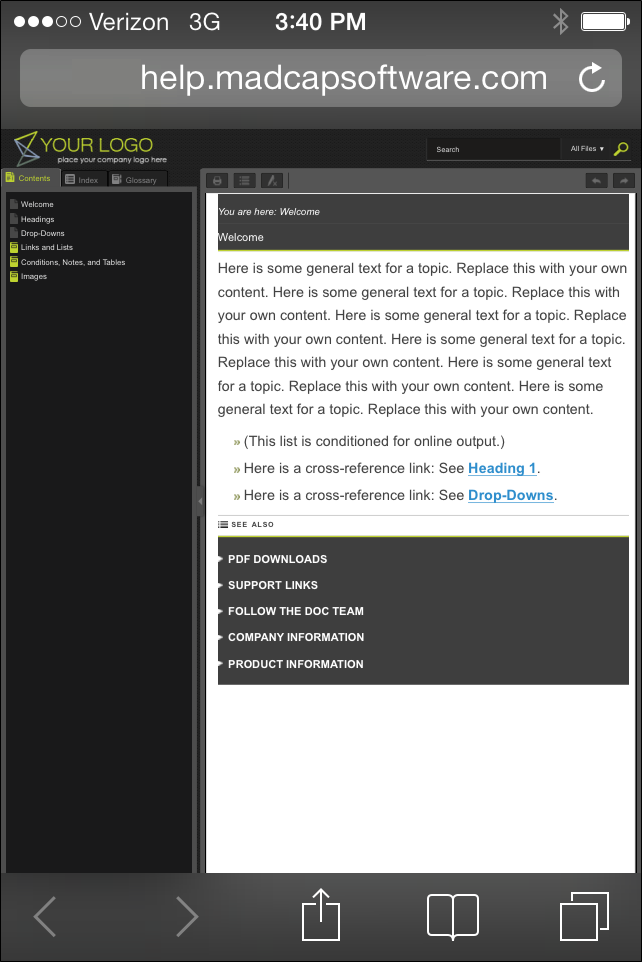 Verizon 3G 3:40 PM
help.madcapsoftware.com
YOUR LOGO
place your company logo here
Search All Files
Contents Index Glossary
Welcome
Headings
Drop-Downs
Links and Lists
Conditions, Notes, and Tables
Images
You are here: Welcome
Welcome
Here is some general text for a topic. Replace this with your own
content. Here is some general text for a topic. Replace this with
your own content. Here is some general text for a topic. Replace
this with your own content. Here is some general text for a topic.
Replace this with your own content. Here is some general text
for a topic. Replace this with your own content. Here is some
general text for a topic. Replace this with your own content.
» (This list is conditioned for online output.)
» Here is a cross-reference link: See Heading 1.
» Here is a cross-reference link: See Drop-Downs.
SEE ALSO
PDF DOWNLOADS
SUPPORT LINKS
FOLLOW THE DOC TEAM
COMPANY INFORMATION
PRODUCT INFORMATION